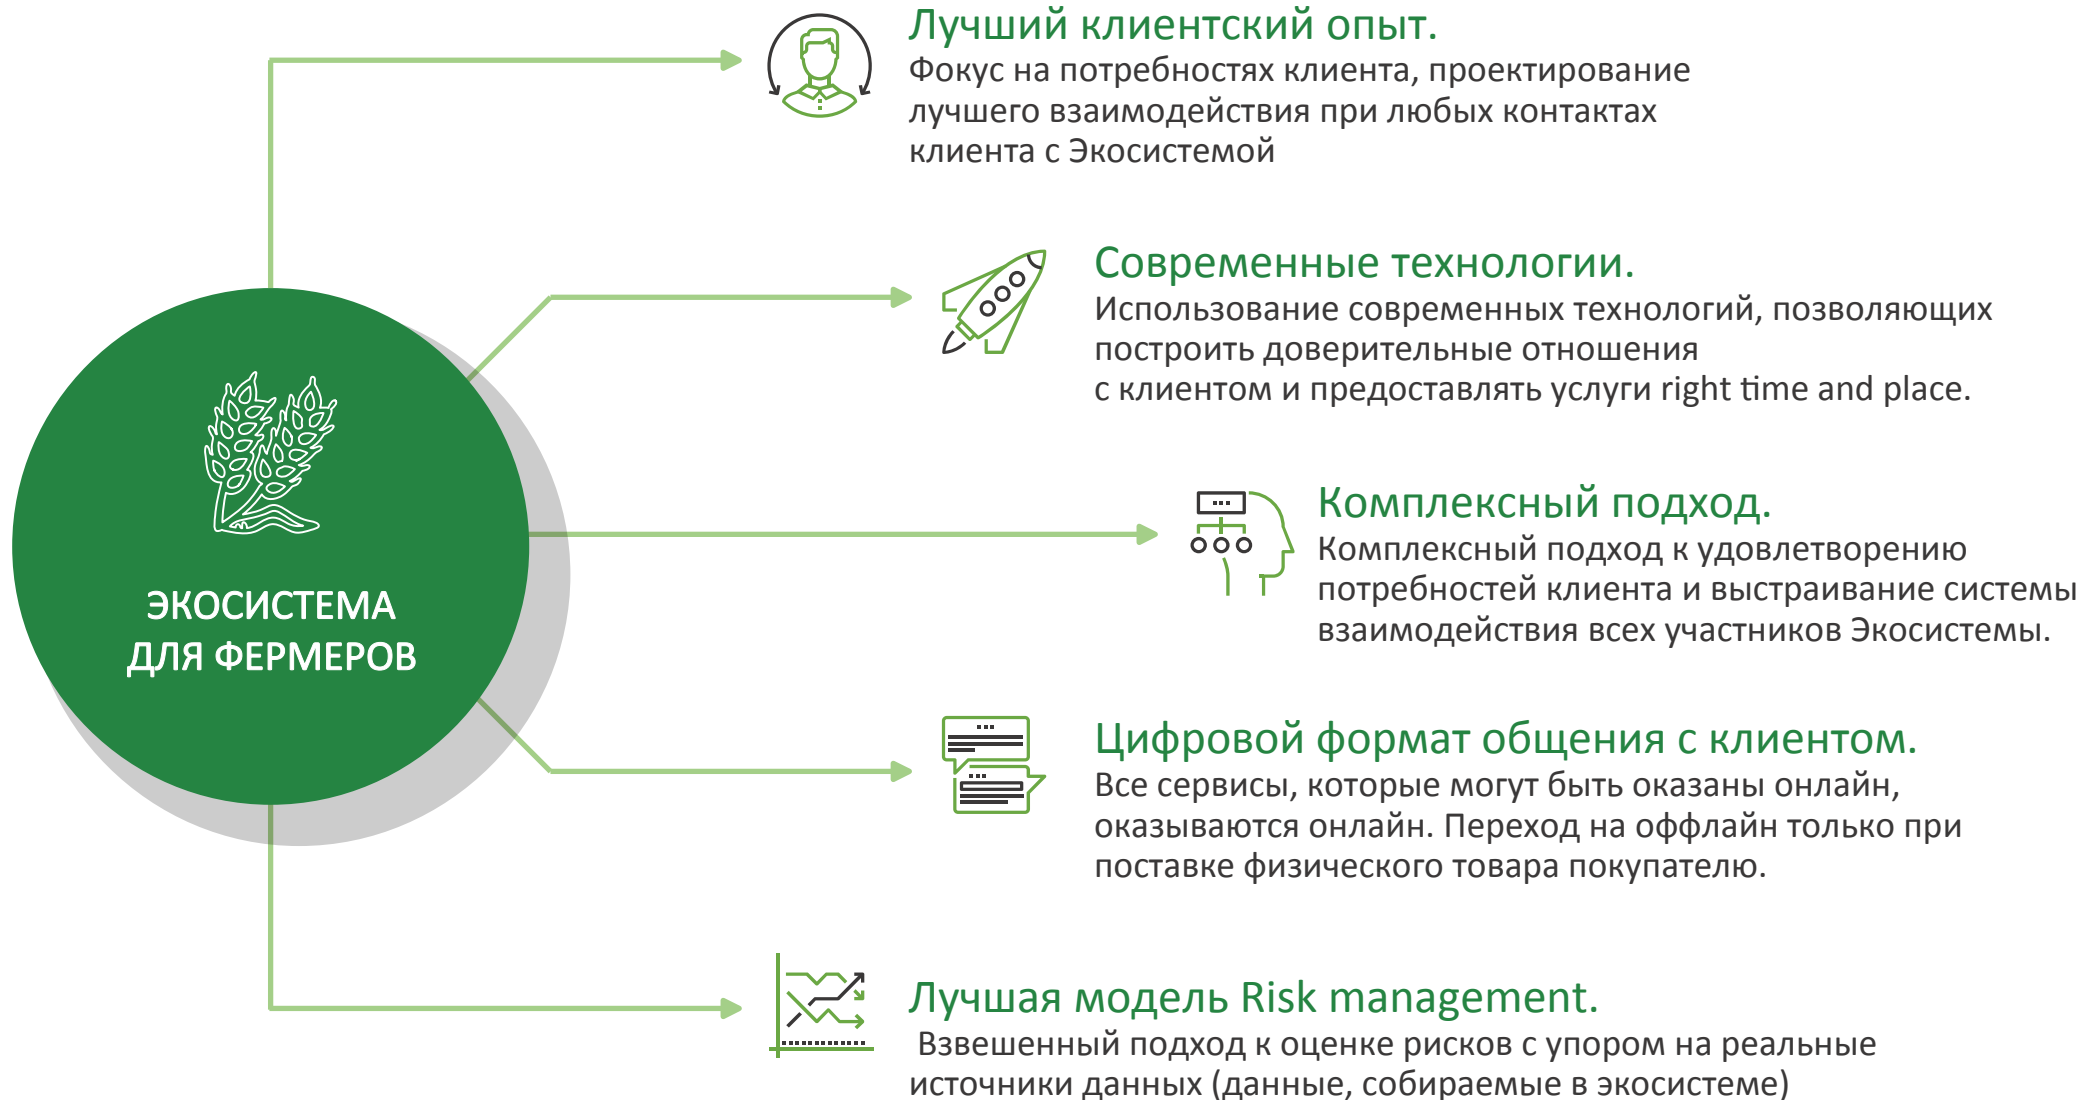 Лучший клиентский опыт.
Фокус на потребностях клиента, проектирование
лучшего взаимодействия при любых контактах
клиента с Экосистемой
Современные технологии.
Использование современных технологий, позволяющих
построить доверительные отношения
с клиентом и предоставлять услуги right time and place.
Комплексный подход.
Комплексный подход к удовлетворению
потребностей клиента и выстраивание системы
взаимодействия всех участников Экосистемы.
ЭКОСИСТЕМА
ДЛЯ ФЕРМЕРОВ
Цифровой формат общения с клиентом.
Все сервисы, которые могут быть оказаны онлайн,
оказываются онлайн. Переход на оффлайн только при
поставке физического товара покупателю.
Лучшая модель Risk management.
Взвешенный подход к оценке рисков с упором на реальные
источники данных (данные, собираемые в экосистеме)